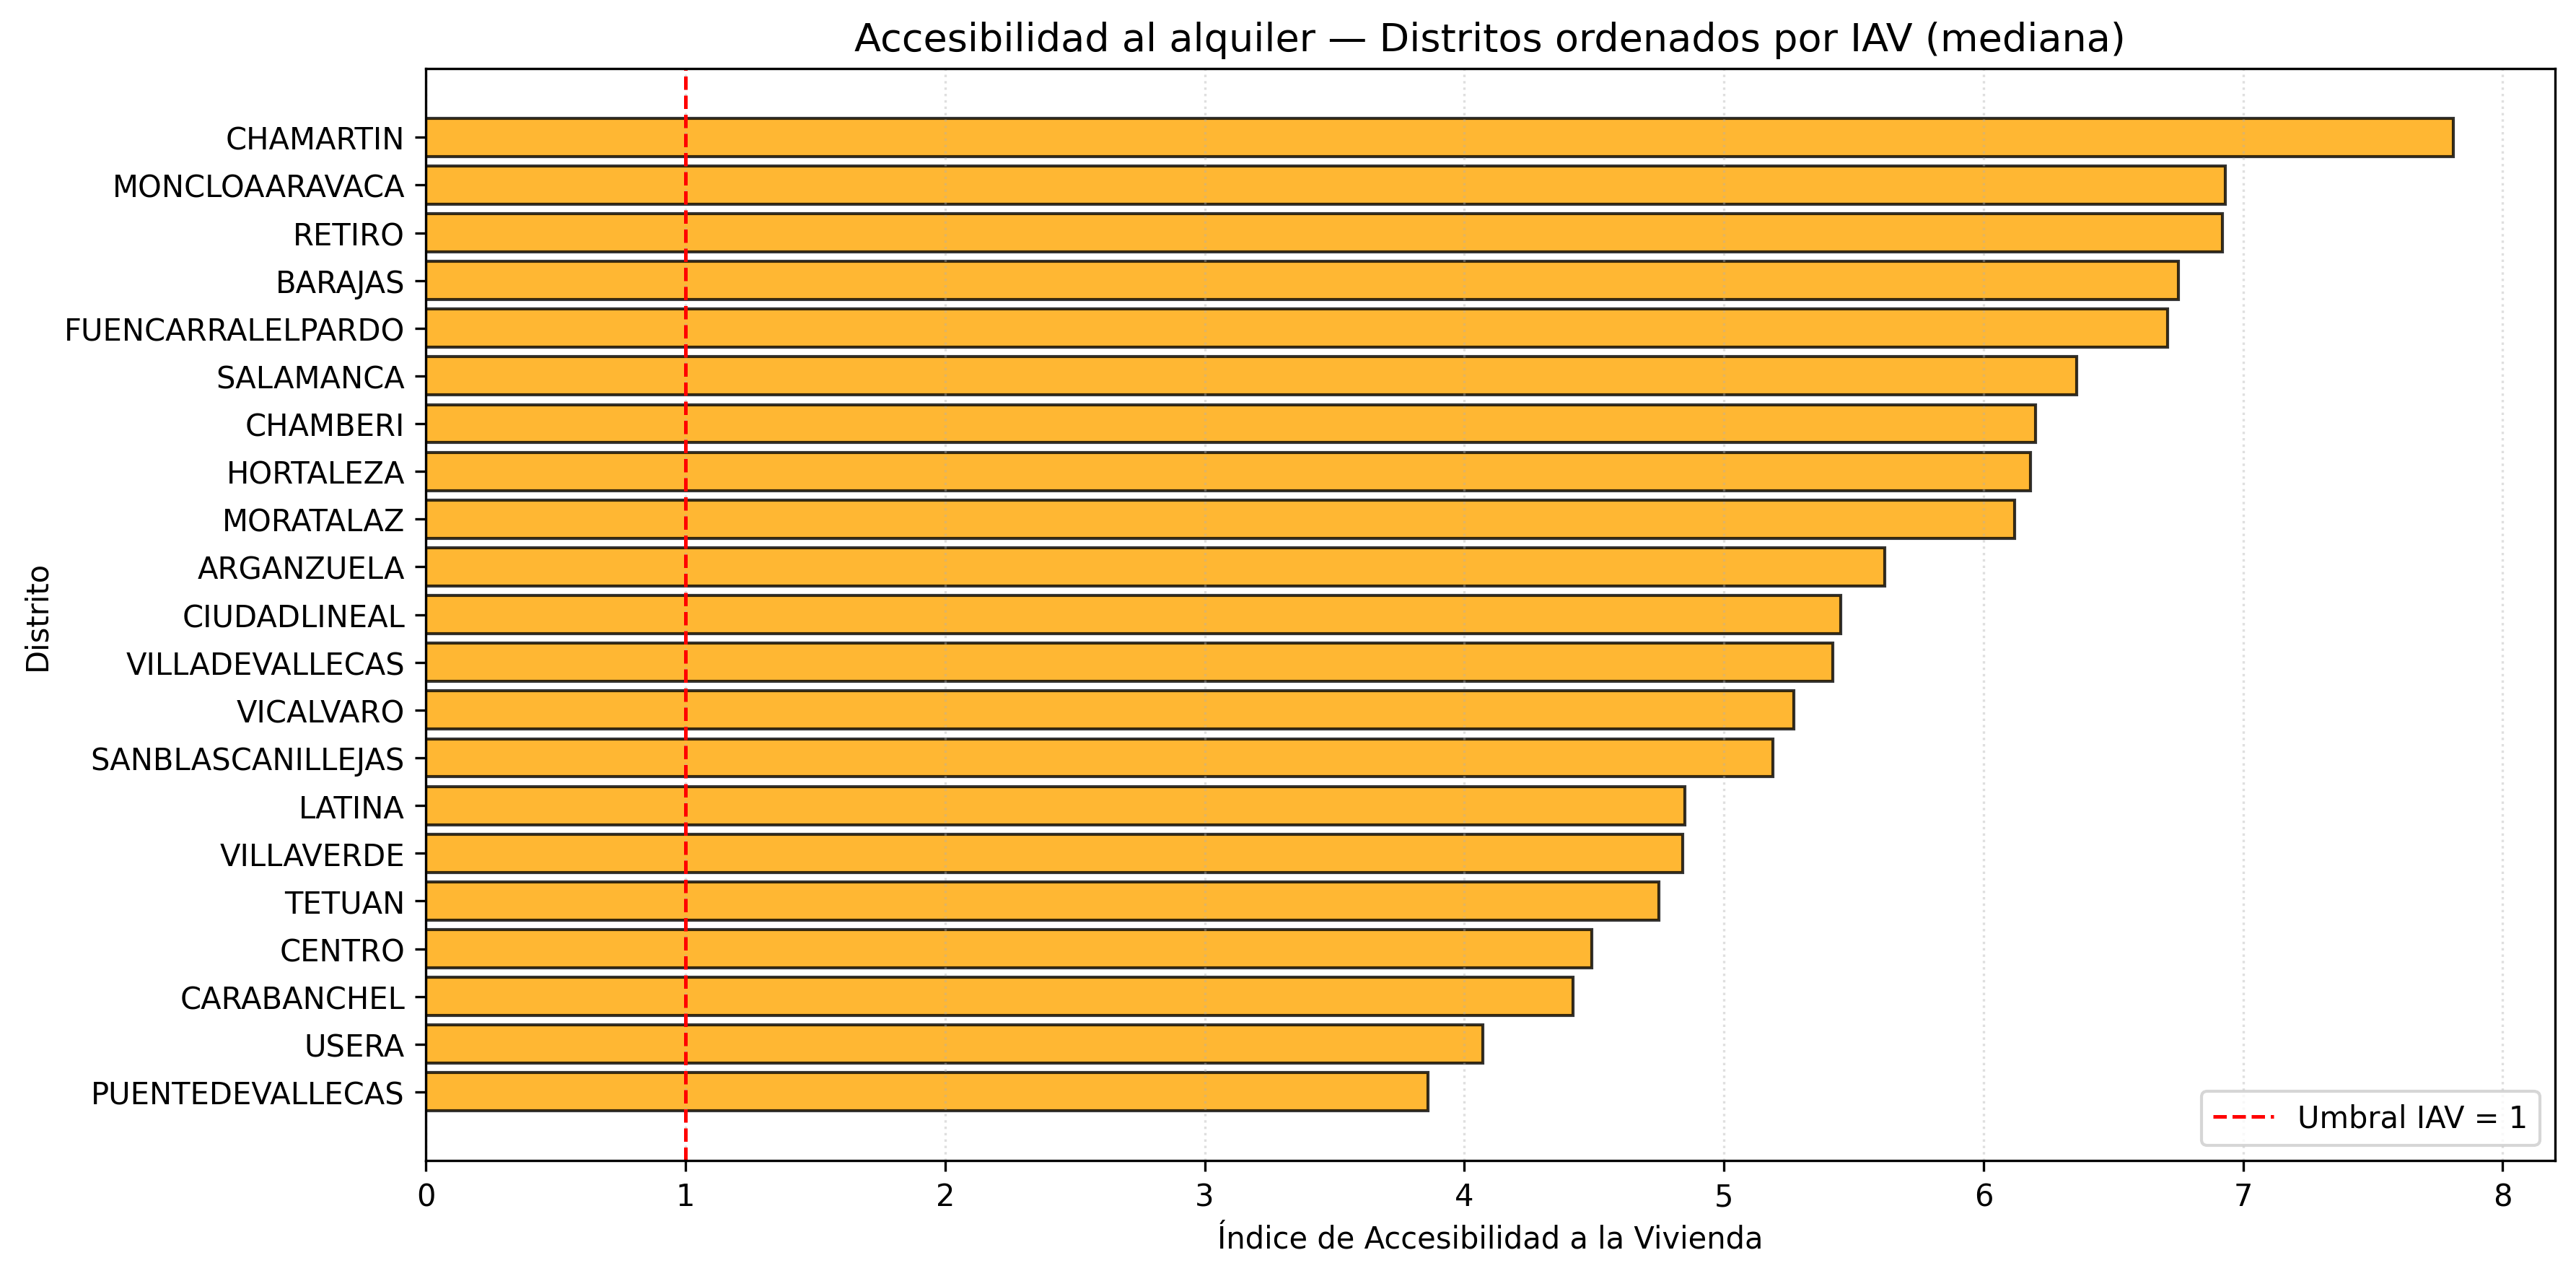 Accesibilidad al alquiler — Distritos ordenados por IAV (mediana)
Distrito
CHAMARTIN
MONCLOAARAVACA
RETIRO
BARAJAS
FUENCARRALELPARDO
SALAMANCA
CHAMBERI
HORTALEZA
MORATALAZ
ARGANZUELA
CIUDADLINEAL
VILLADEVALLECAS
VICALVARO
SANBLASCANILLEJAS
LATINA
VILLAVERDE
TETUAN
CENTRO
CARABANCHEL
USERA
PUENTEDEVALLECAS
Umbral IAV = 1
0 1 2 3 4 5 6 7 8
Índice de Accesibilidad a la Vivienda